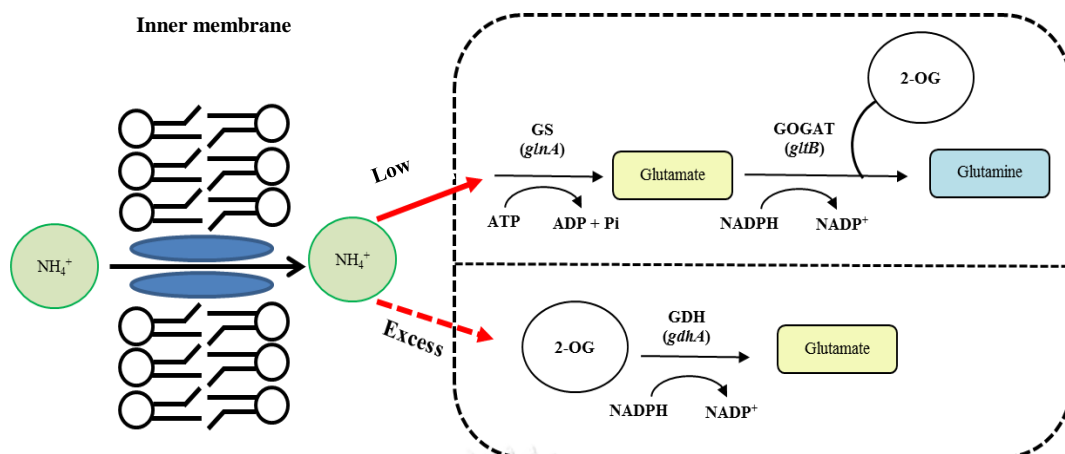 Inner membrane
2-OG
GS
(glnA)
GOGAT
(gltB)
Low
Glutamate
Glutamine
ATP
ADP + Pi
NADPH
NADP⁺
NH₄⁺
NH₄⁺
Excess
GDH
(gdhA)
2-OG
Glutamate
NADPH
NADP⁺